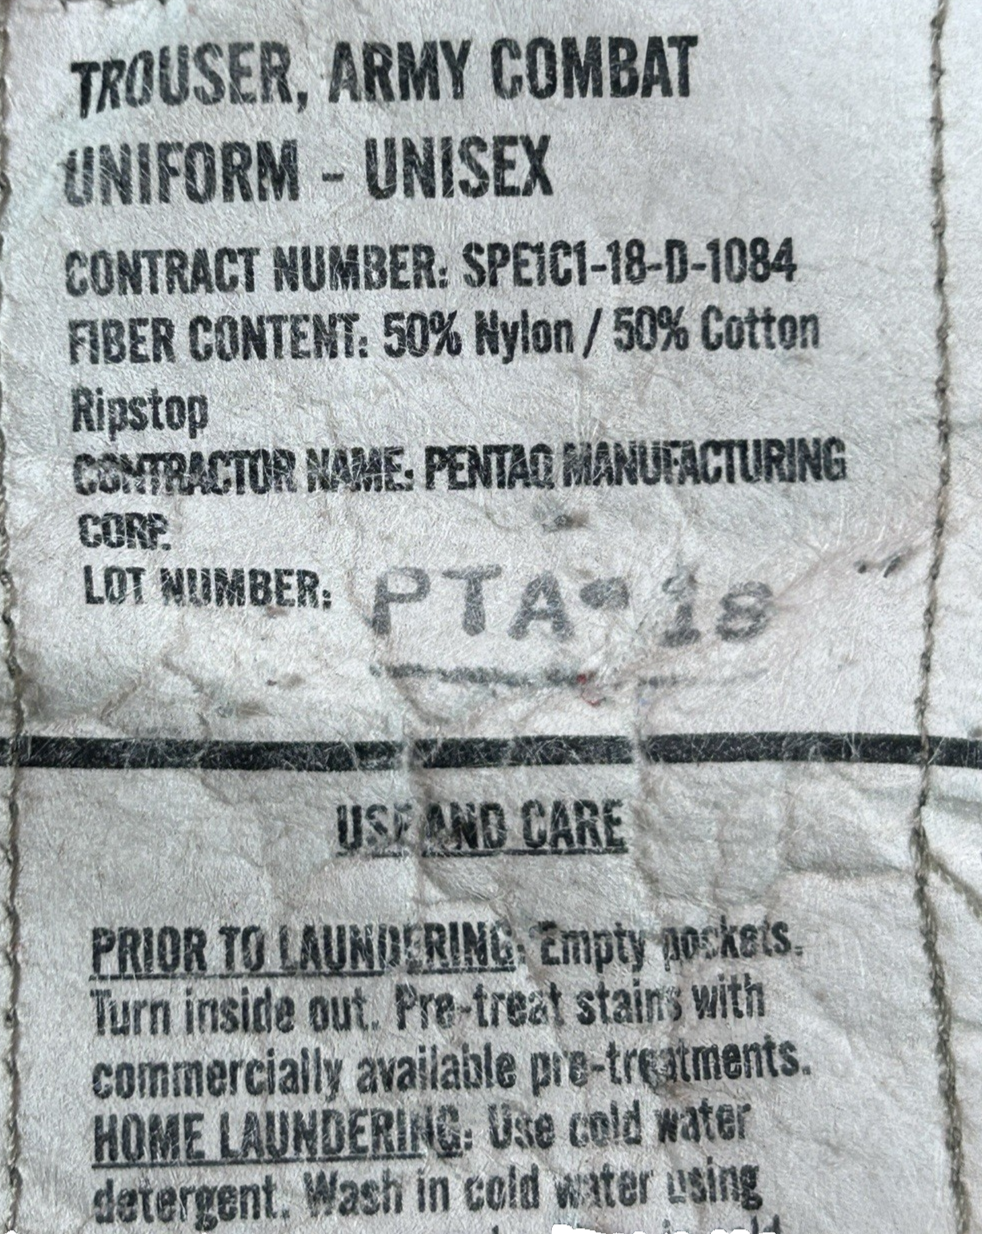 TROUSER, ARMY COMBAT
UNIFORM - UNISEX
CONTRACT NUMBER: SPE1C1-18-D-1084
FIBER CONTENT: 50% Nylon / 50% Cotton
Ripstop
CONTRACTOR NAME: PENTAQ MANUFACTURING
CORP.
LOT NUMBER: PTA 18
USE AND CARE
PRIOR TO LAUNDERING: Empty pockets.
Turn inside out. Pre-treat stains with
commercially available pre-treatments.
HOME LAUNDERING: Use cold water
detergent. Wash in cold water using